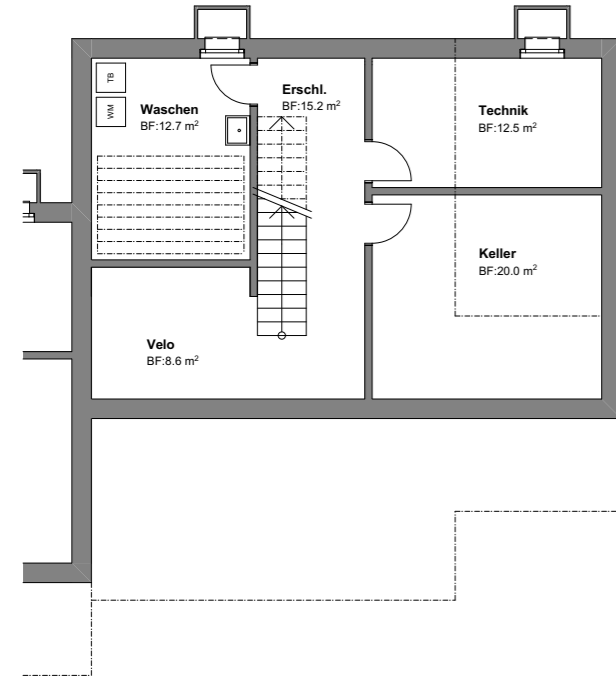 TB
WM
Waschen
BF:12.7 m²
Erschl.
BF:15.2 m²
Technik
BF:12.5 m²
Keller
BF:20.0 m²
Velo
BF:8.6 m²